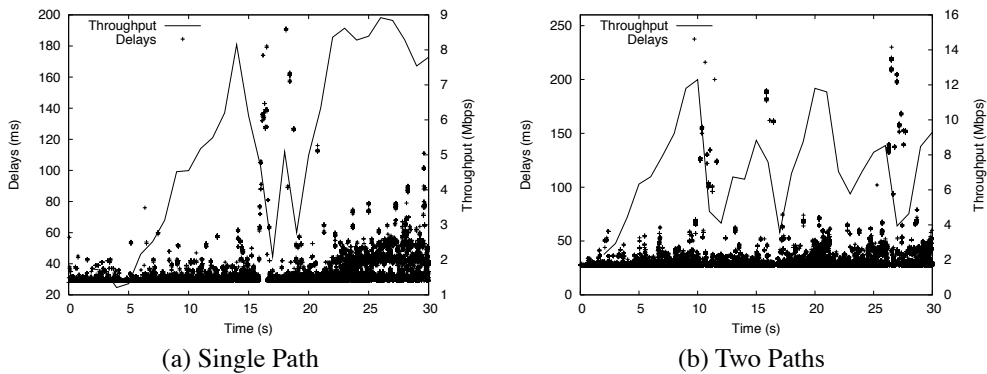 Throughput
Delays
Delays (ms)
200
180
160
140
120
100
80
60
40
20
Throughput (Mbps)
9
8
7
6
5
4
3
2
1
0 5 10 15 20 25 30
Time (s)
(a) Single Path
Throughput
Delays
Delays (ms)
250
200
150
100
50
0
Throughput (Mbps)
16
14
12
10
8
6
4
2
0
0 5 10 15 20 25 30
Time (s)
(b) Two Paths